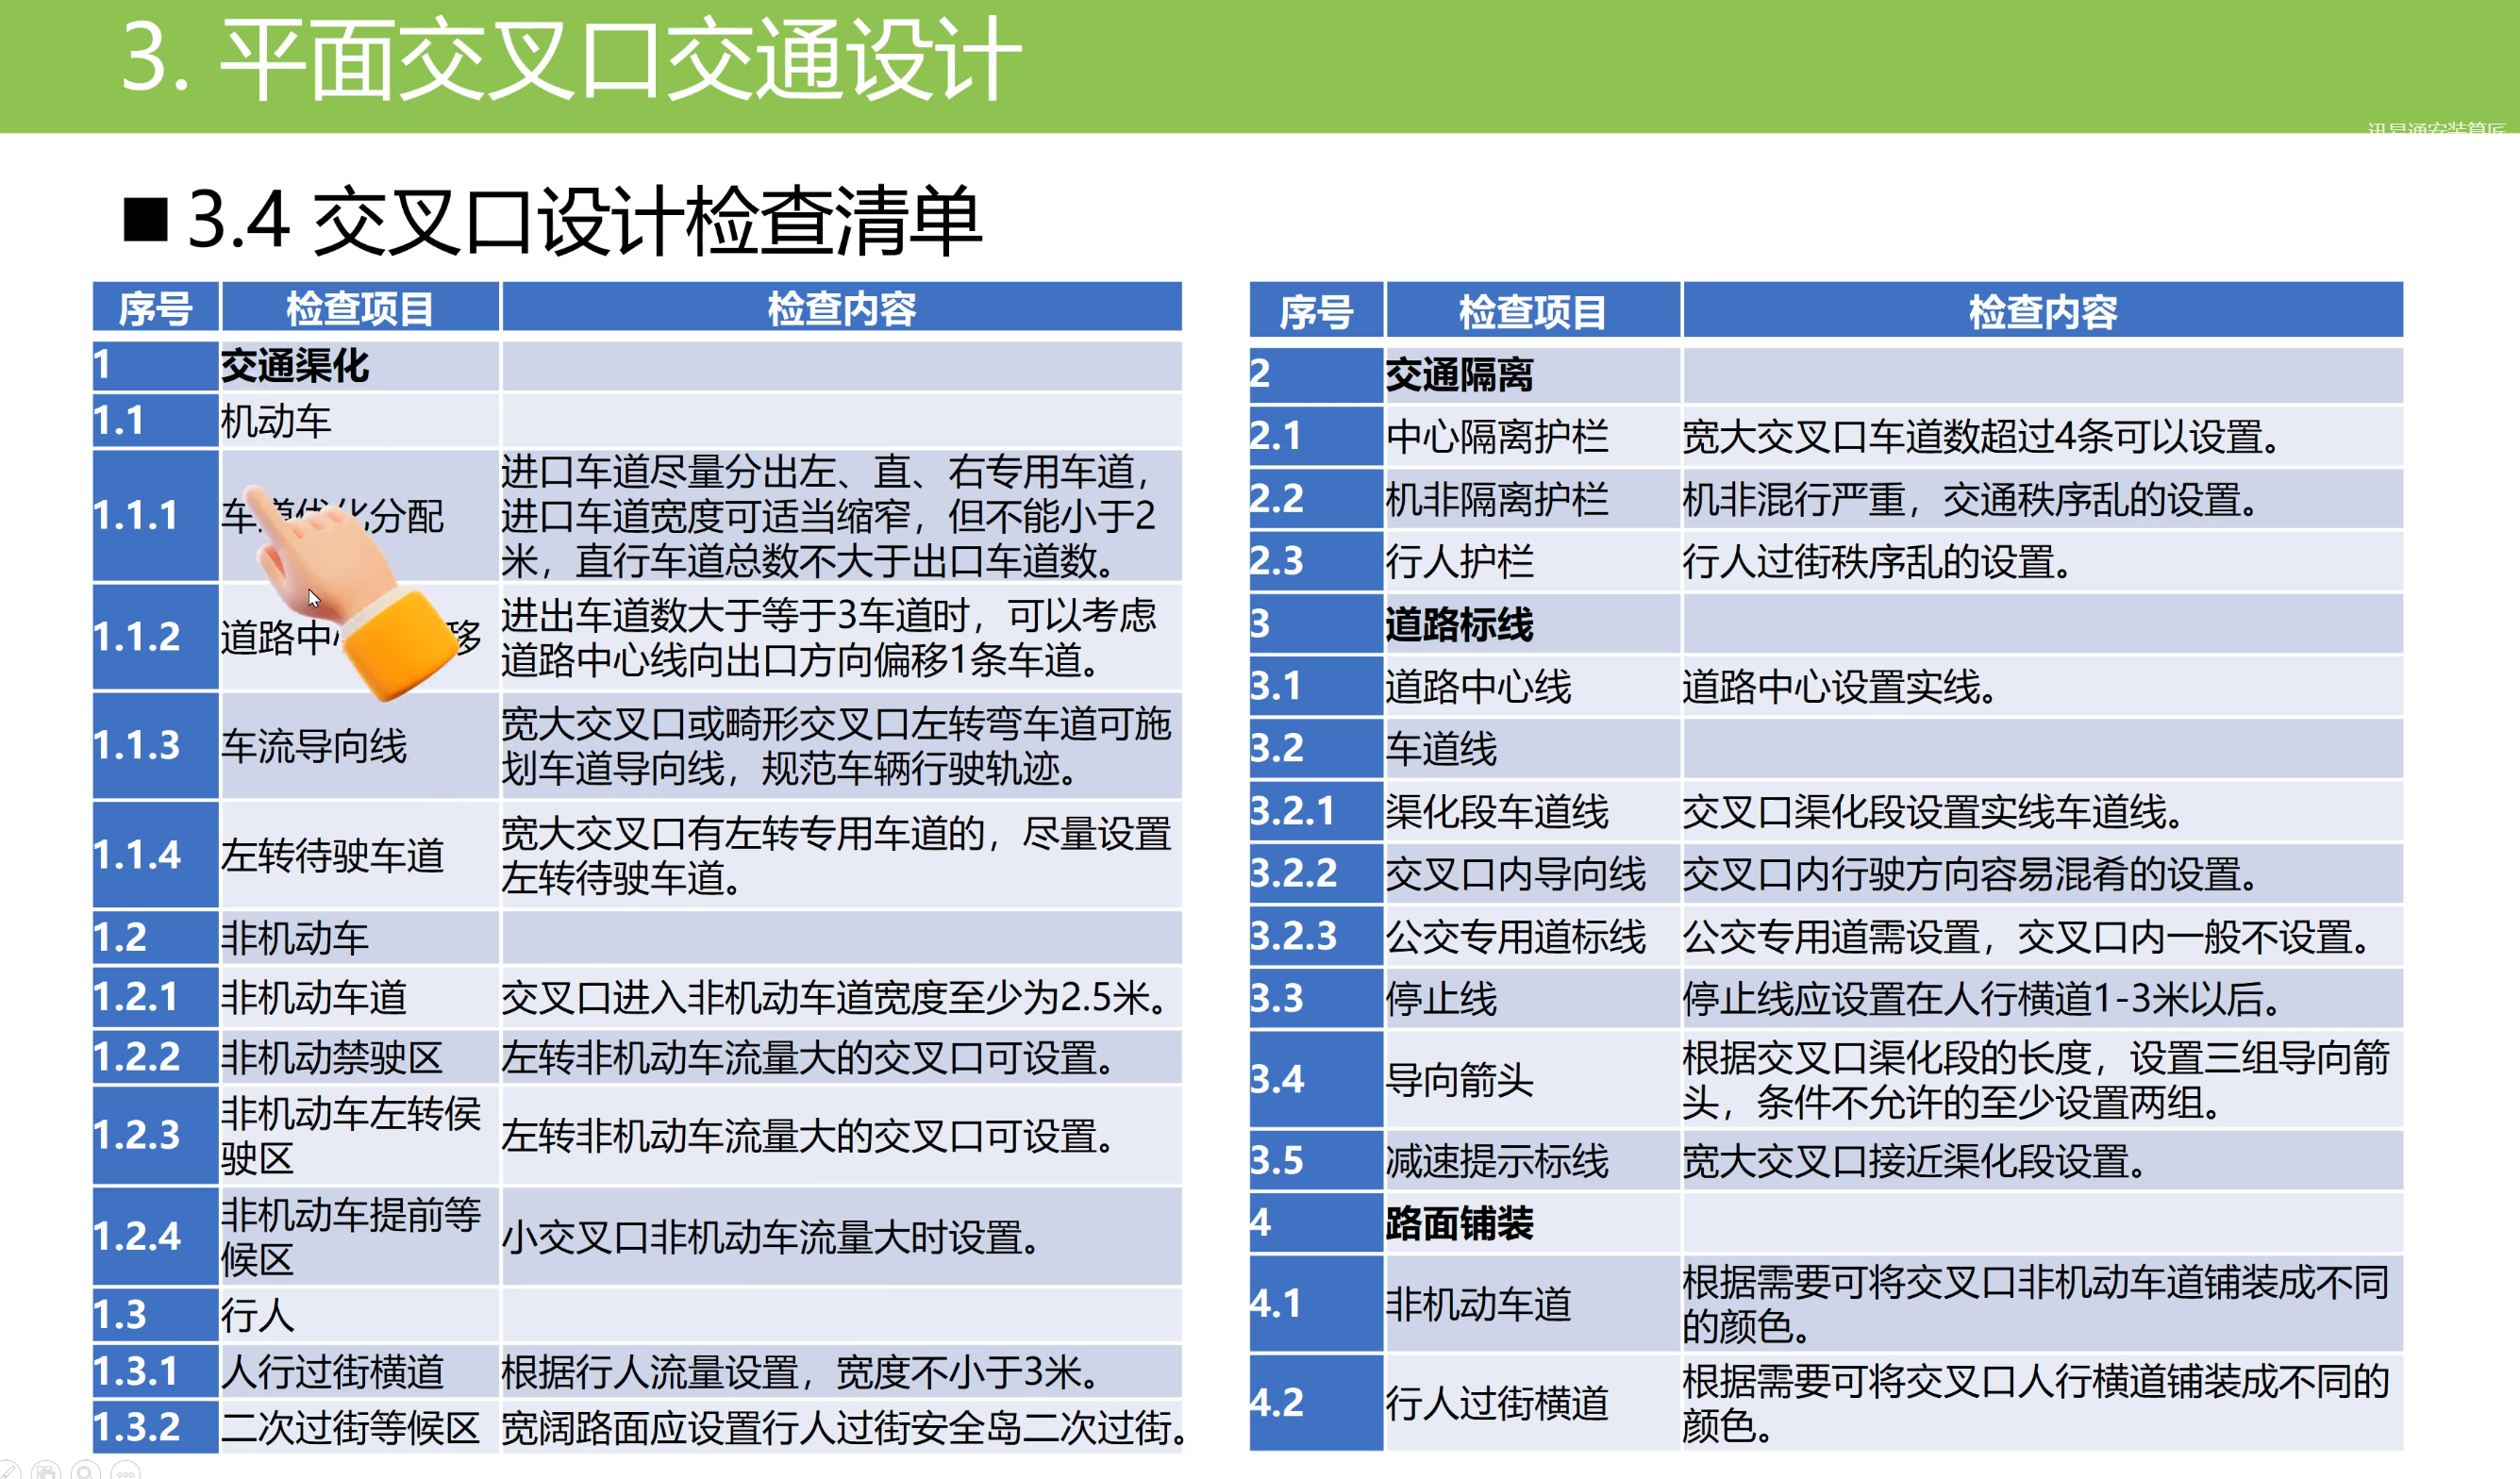 3. 平面交叉口交通设计
■ 3.4 交叉口设计检查清单
序号 检查项目 检查内容
1 交通渠化
1.1 机动车
1.1.1 车道优化分配 进口车道尽量分出左、直、右专用车道，
进口车道宽度可适当缩窄，但不能小于2
米，直行车道总数不大于出口车道数。
1.1.2 道路中 移 进出车道数大于等于3车道时，可以考虑
道路中心线向出口方向偏移1条车道。
1.1.3 车流导向线 宽大交叉口或畸形交叉口左转弯车道可施
划车道导向线，规范车辆行驶轨迹。
1.1.4 左转待驶车道 宽大交叉口有左转专用车道的，尽量设置
左转待驶车道。
1.2 非机动车
1.2.1 非机动车道 交叉口进入非机动车道宽度至少为2.5米。
1.2.2 非机动禁驶区 左转非机动车流量大的交叉口可设置。
1.2.3 非机动车左转侯
驶区 左转非机动车流量大的交叉口可设置。
1.2.4 非机动车提前等
候区 小交叉口非机动车流量大时设置。
1.3 行人
1.3.1 人行过街横道 根据行人流量设置，宽度不小于3米。
1.3.2 二次过街等候区 宽阔路面应设置行人过街安全岛二次过街。
序号 检查项目 检查内容
2 交通隔离
2.1 中心隔离护栏 宽大交叉口车道数超过4条可以设置。
2.2 机非隔离护栏 机非混行严重，交通秩序乱的设置。
2.3 行人护栏 行人过街秩序乱的设置。
3 道路标线
3.1 道路中心线 道路中心设置实线。
3.2 车道线
3.2.1 渠化段车道线 交叉口渠化段设置实线车道线。
3.2.2 交叉口内导向线 交叉口内行驶方向容易混肴的设置。
3.2.3 公交专用道标线 公交专用道需设置，交叉口内一般不设置。
3.3 停止线 停止线应设置在人行横道1-3米以后。
3.4 导向箭头 根据交叉口渠化段的长度，设置三组导向箭
头，条件不允许的至少设置两组。
3.5 减速提示标线 宽大交叉口接近渠化段设置。
4 路面铺装
4.1 非机动车道 根据需要可将交叉口非机动车道铺装成不同
的颜色。
4.2 行人过街横道 根据需要可将交叉口人行横道铺装成不同的
颜色。